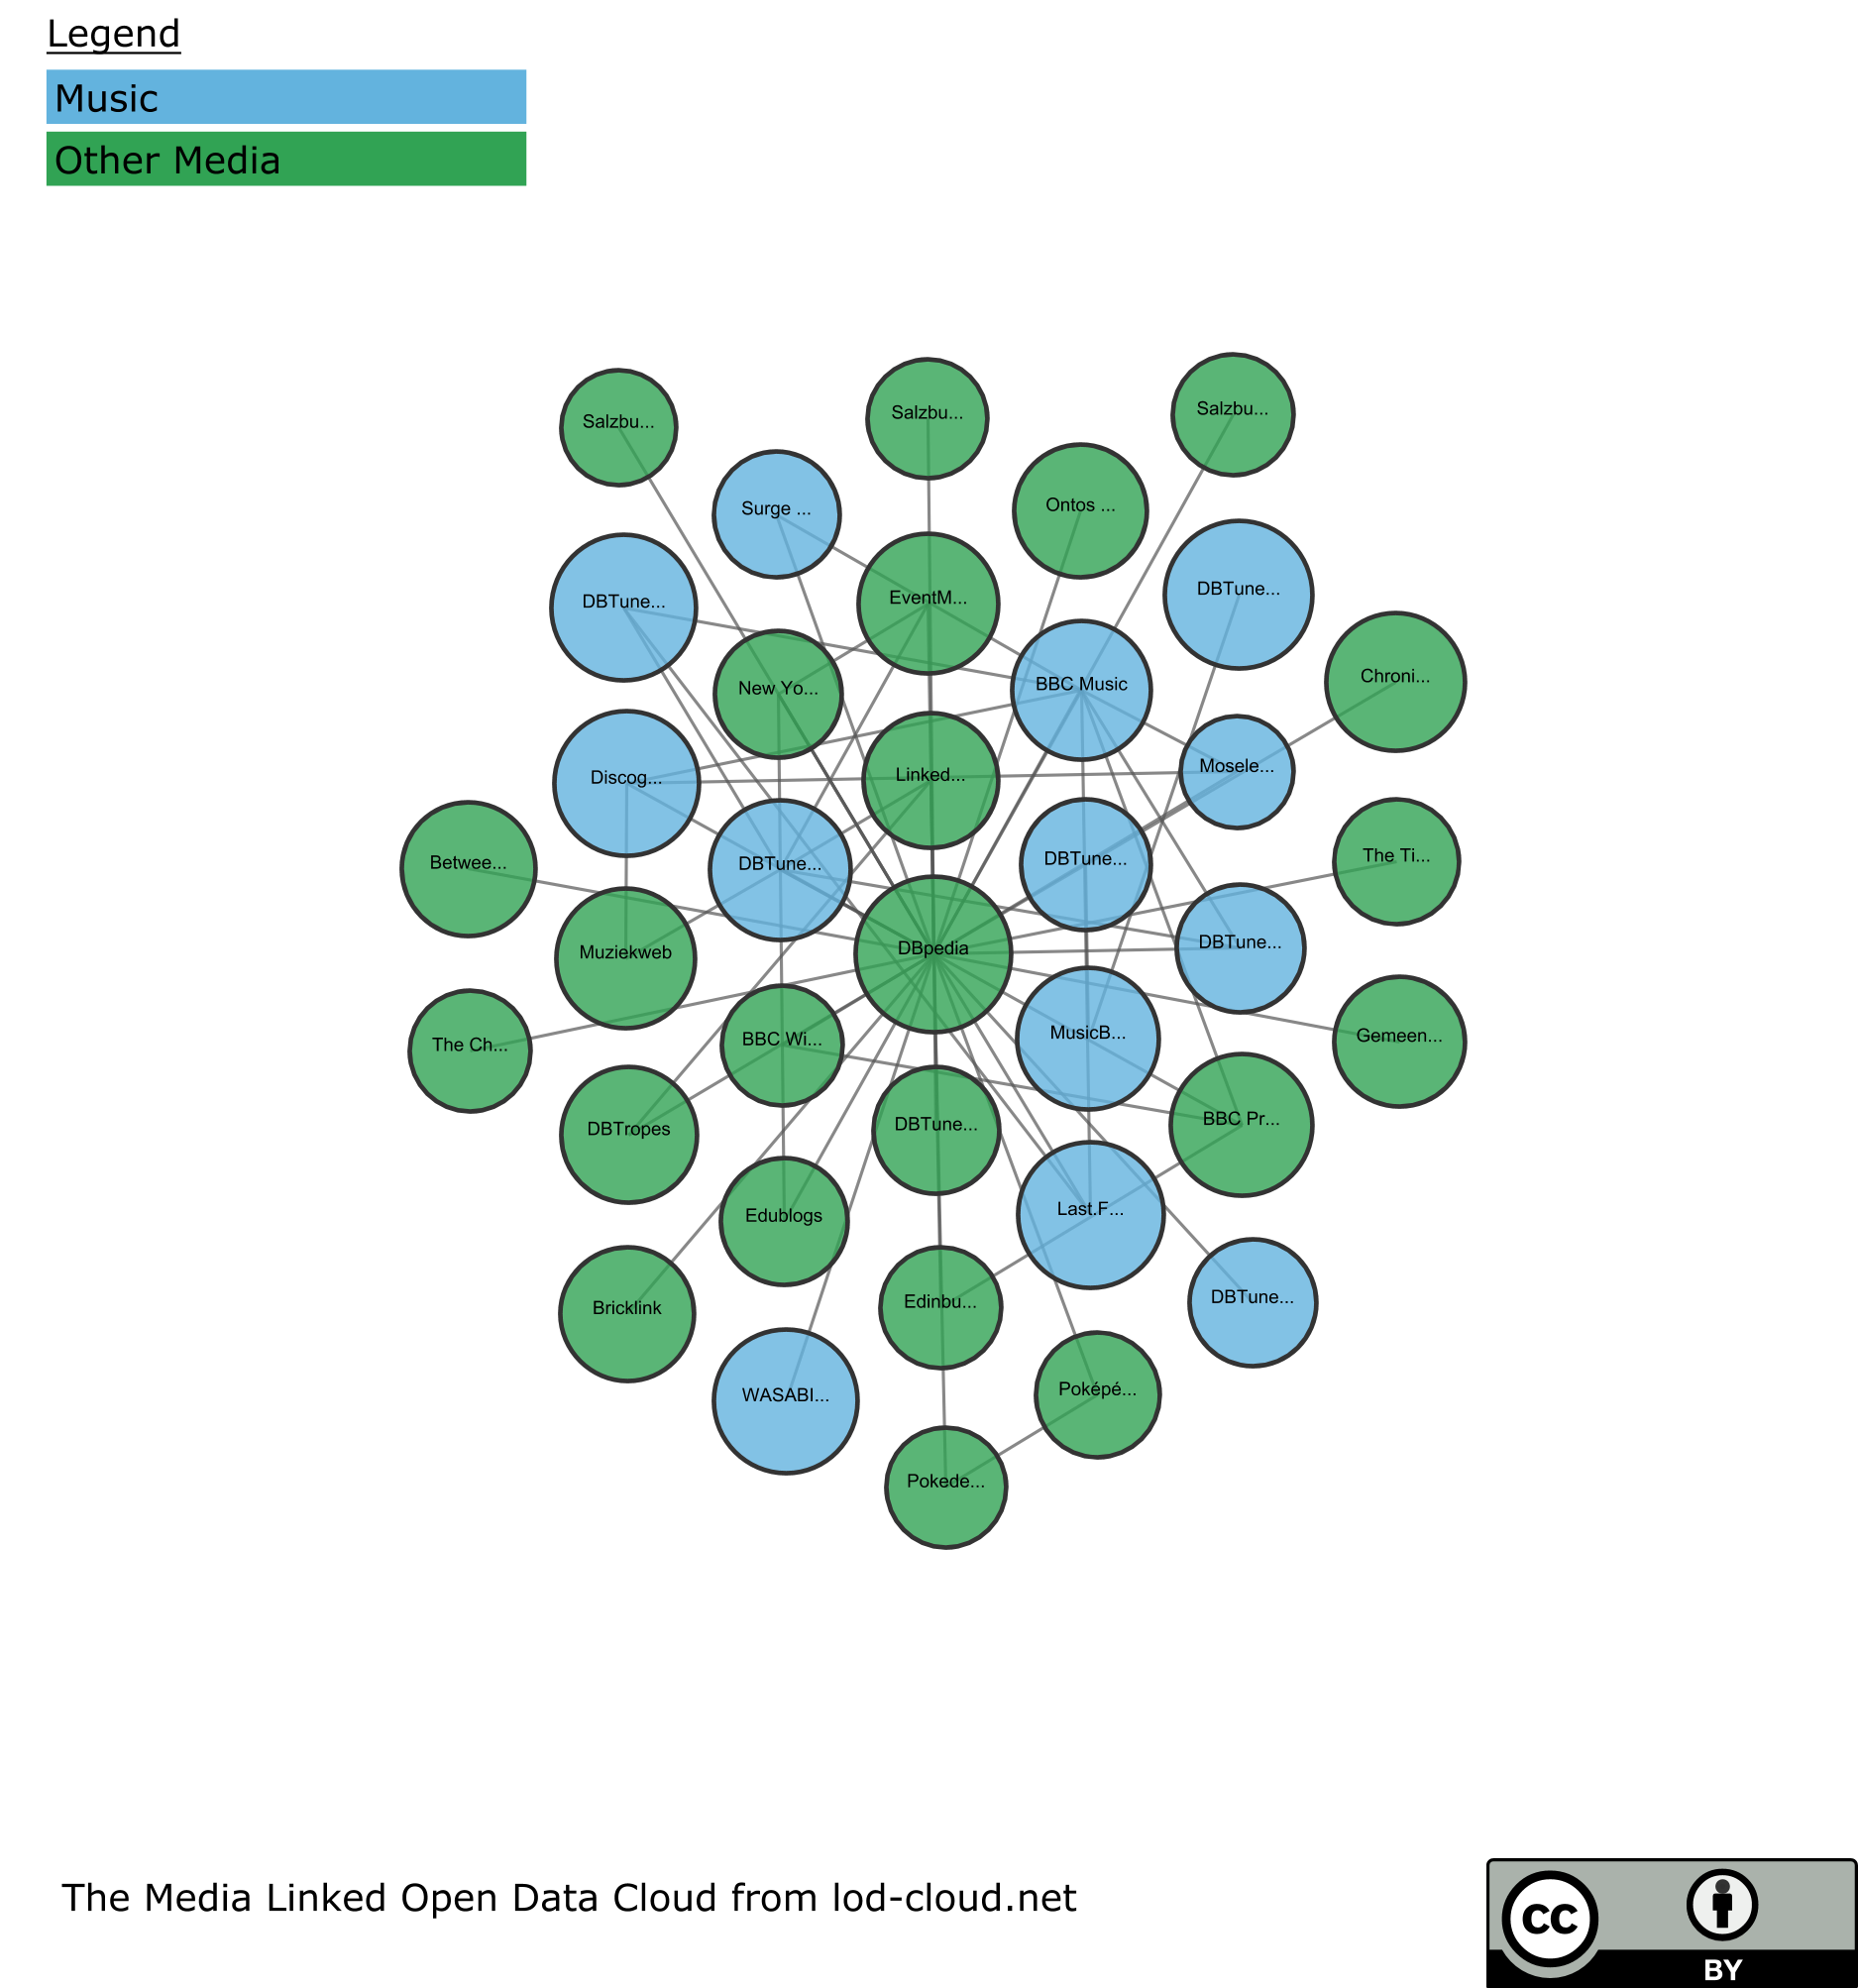 Legend
Music
Other Media
Salzbu...
Salzbu...
Salzbu...
Surge ...
Ontos ...
DBTune...
EventM...
DBTune...
New Yo...
BBC Music
Chroni...
Discog...
Linked...
Mosele...
Betwee...
DBTune...
DBTune...
The Ti...
Muziekweb
DBpedia
DBTune...
The Ch...
BBC Wi...
MusicB...
Gemeen...
DBTropes
DBTune...
BBC Pr...
Edublogs
Last.F...
Bricklink
Edinbu...
DBTune...
WASABI...
Poképé...
Pokede...
The Media Linked Open Data Cloud from lod-cloud.net
cc
BY